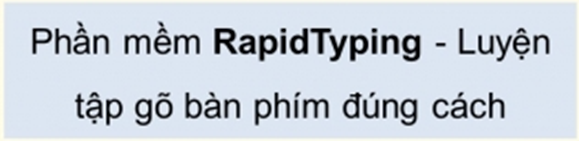 Phần mềm RapidTyping - Luyện
tập gõ bàn phím đúng cách